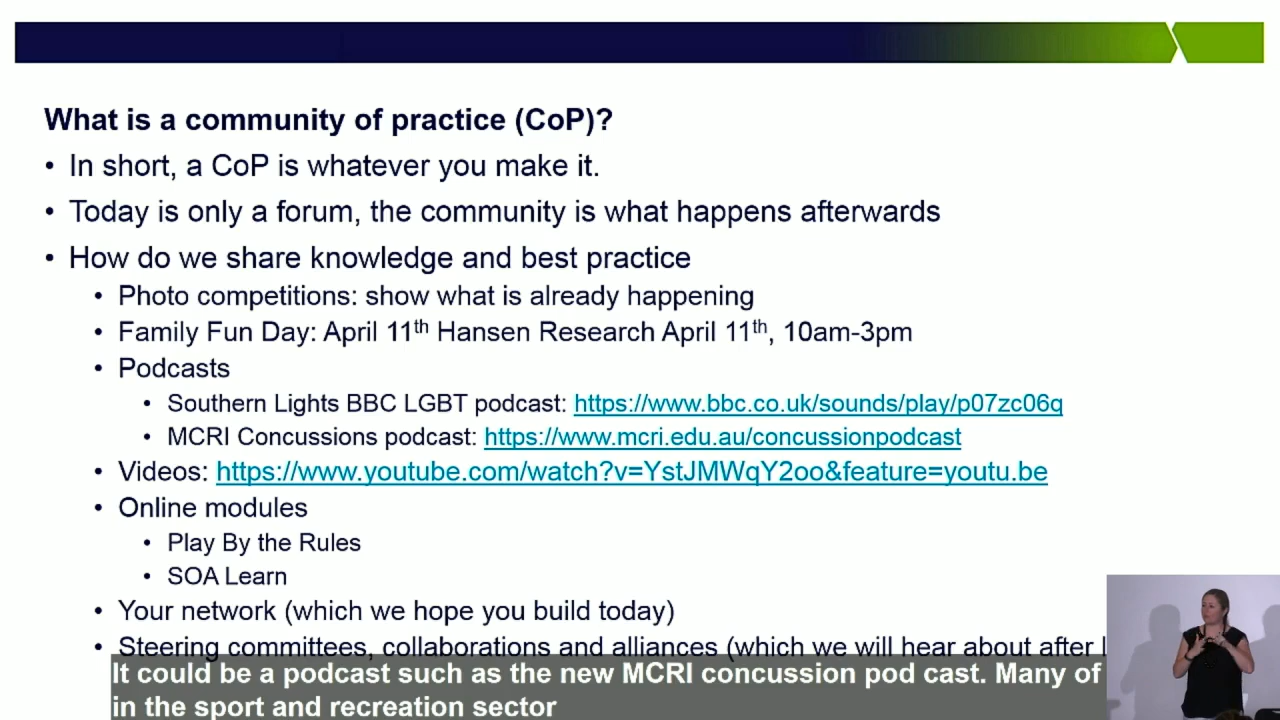 What is a community of practice (CoP)?
• In short, a CoP is whatever you make it.
• Today is only a forum, the community is what happens afterwards
• How do we share knowledge and best practice
• Photo competitions: show what is already happening
• Family Fun Day: April 11th Hansen Research April 11th, 10am-3pm
• Podcasts
• Southern Lights BBC LGBT podcast: https://www.bbc.co.uk/sounds/play/p07zc06q
• MCRI Concussions podcast: https://www.mcri.edu.au/concussionpodcast
• Videos: https://www.youtube.com/watch?v=YstJMWqY2oo&feature=youtu.be
• Online modules
• Play By the Rules
• SOA Learn
• Your network (which we hope you build today)
• Steering committees, collaborations and alliances (which we will hear about after
It could be a podcast such as the new MCRI concussion pod cast. Many of
in the sport and recreation sector